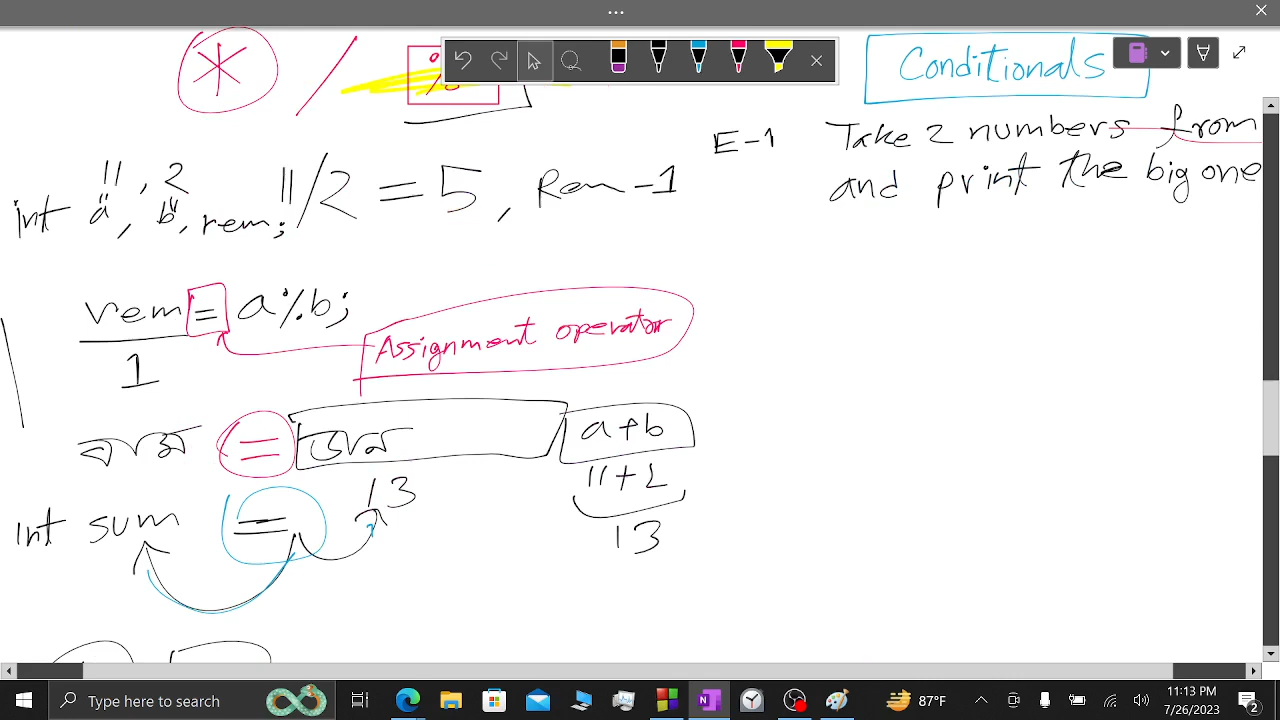 Conditionals
* / %
E-1 Take 2 numbers from
and print the big one
11, 2
int a, b, rem;
11/2 = 5, Rem-1
rem = a%b;
1
Assignment operator
বাম = ডান
a+b
11+2
13
int sum = 13
Type here to search
87°F
11:13 PM
7/26/2023
2